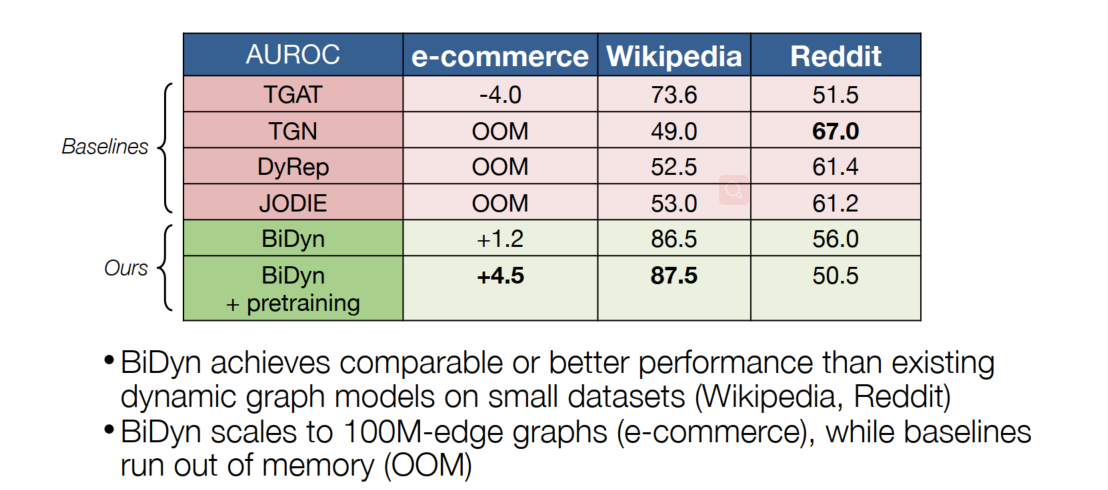 AUROC e-commerce Wikipedia Reddit
TGAT -4.0 73.6 51.5
Baselines TGN OOM 49.0 67.0
DyRep OOM 52.5 61.4
JODIE OOM 53.0 61.2
BiDyn +1.2 86.5 56.0
Ours BiDyn +4.5 87.5 50.5
+ pretraining
• BiDyn achieves comparable or better performance than existing
dynamic graph models on small datasets (Wikipedia, Reddit)
• BiDyn scales to 100M-edge graphs (e-commerce), while baselines
run out of memory (OOM)